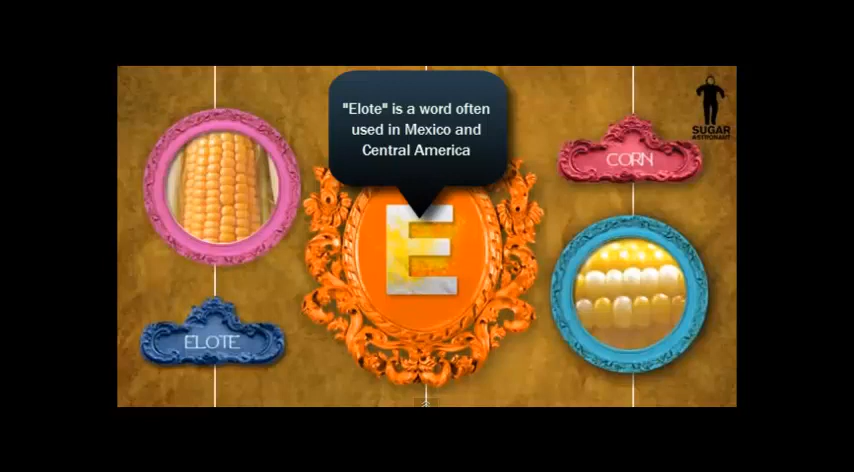 "Elote" is a word often
used in Mexico and
Central America
CORN
SUGAR
ASTRONAUT
E
ELOTE